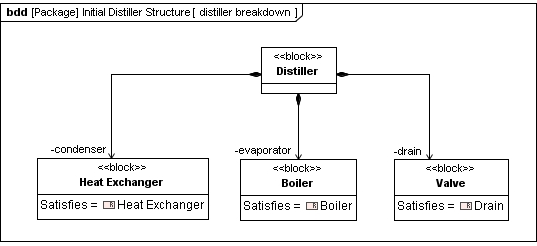 bdd [Package] Initial Distiller Structure [ distiller breakdown ]
<<block>>
Distiller
-condenser
-evaporator
-drain
<<block>>
Heat Exchanger
Satisfies = R Heat Exchanger
<<block>>
Boiler
Satisfies = R Boiler
<<block>>
Valve
Satisfies = R Drain